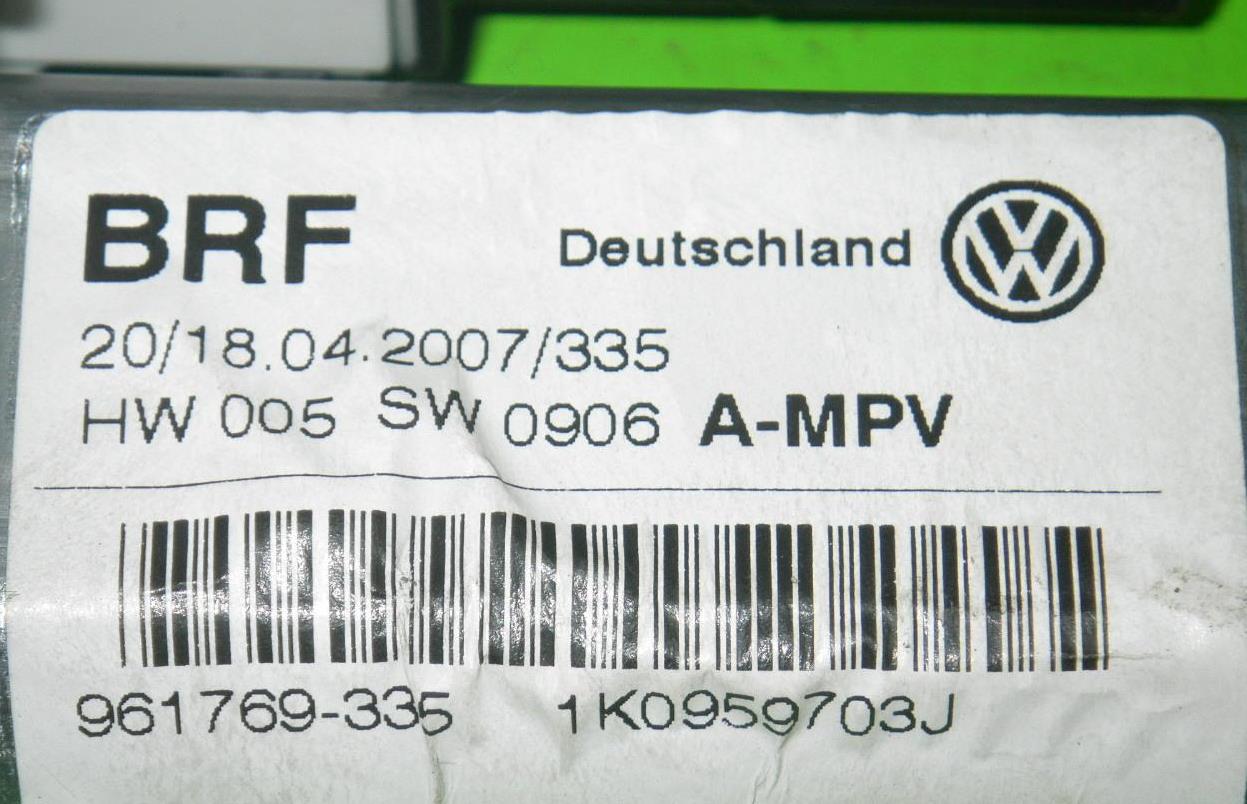 BRF Deutschland
20/18.04.2007/335
HW 005 SW 0906 A-MPV
961769-335 1K0959703J